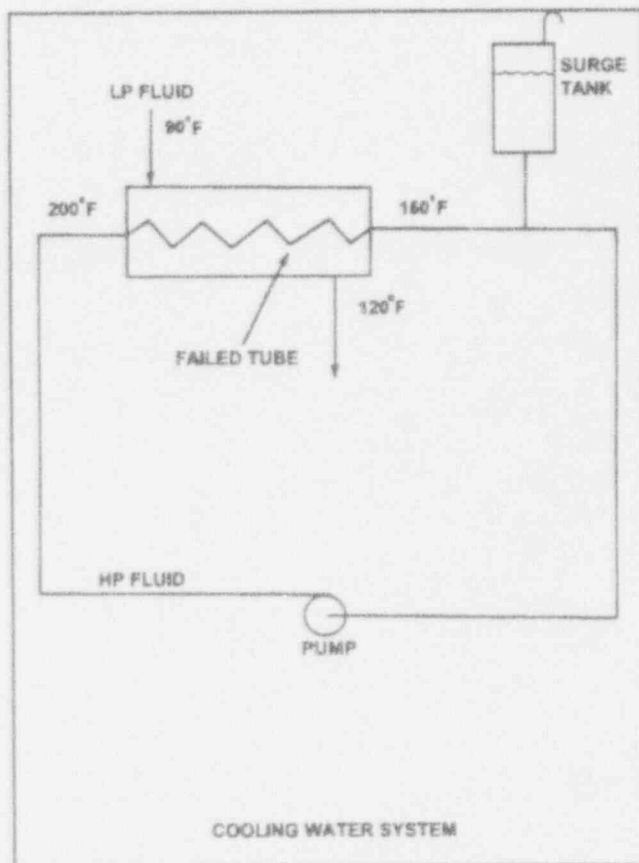 SURGE
TANK
LP FLUID
90°F
200°F
160°F
120°F
FAILED TUBE
HP FLUID
PUMP
COOLING WATER SYSTEM